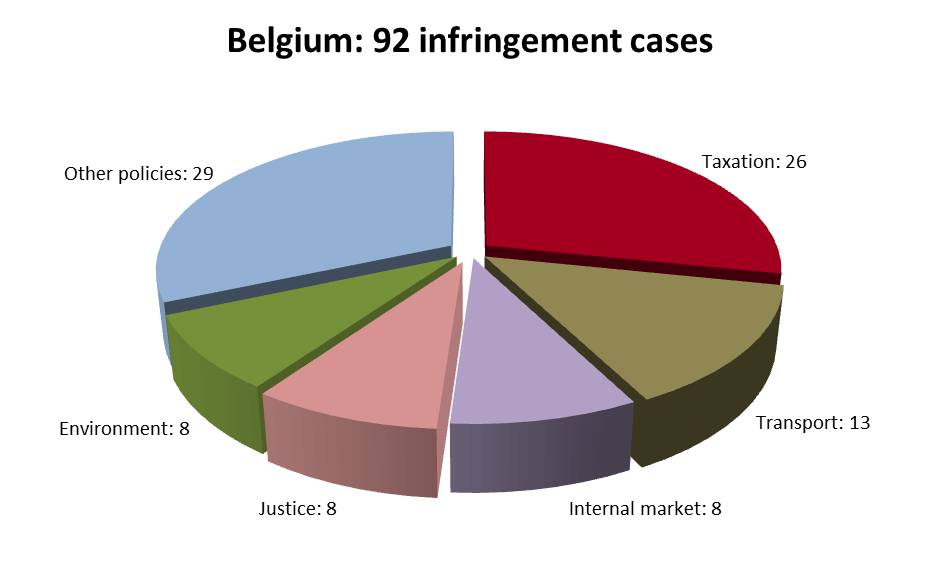 Belgium: 92 infringement cases
Other policies: 29
Taxation: 26
Environment: 8
Transport: 13
Justice: 8
Internal market: 8